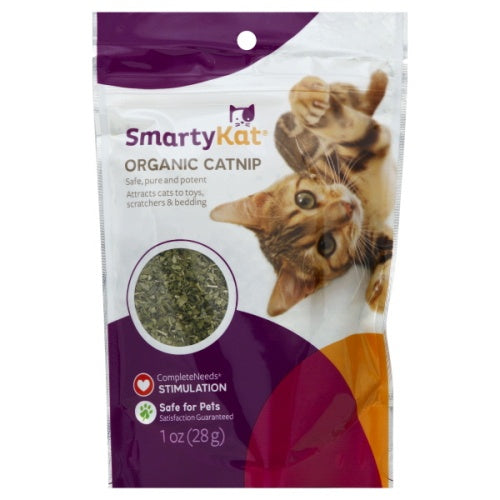 SmartyKat®
ORGANIC CATNIP
Safe, pure and potent
Attracts cats to toys,
scratchers & bedding
CompleteNeeds®
STIMULATION
Safe for Pets
Satisfaction Guaranteed
1 oz (28 g)